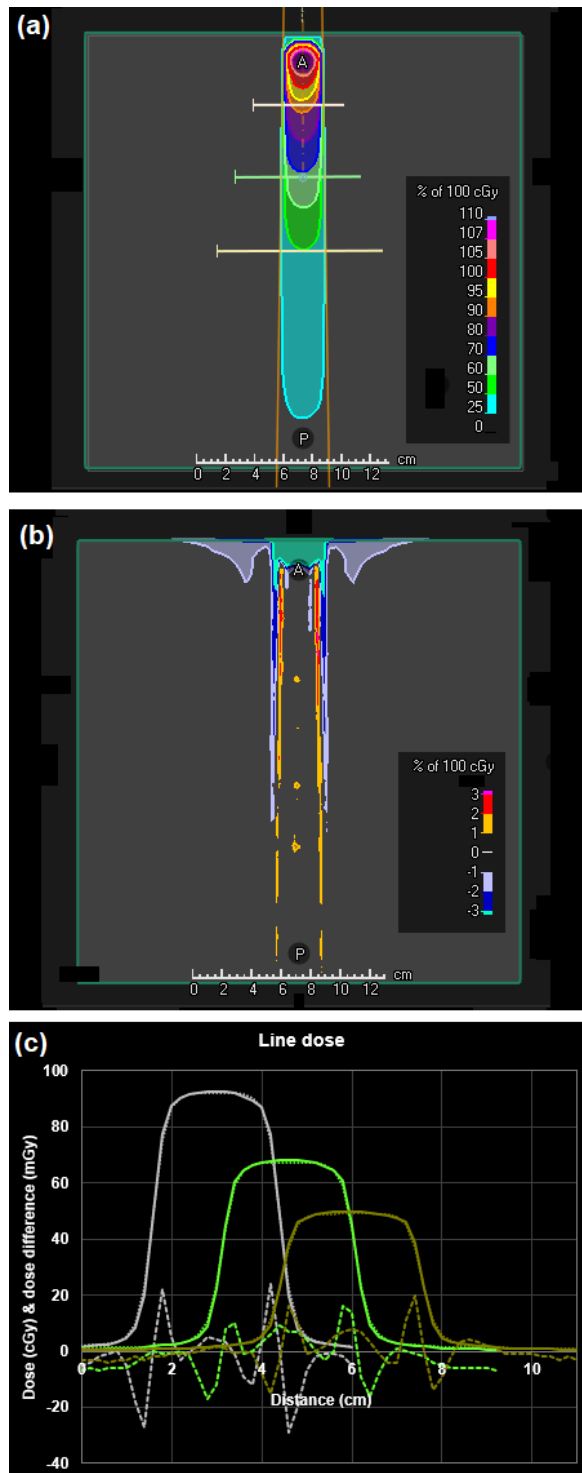 (a)
A
% of 100 cGy
110
107
105
100
95
90
80
70
60
50
25
0
P
cm
0 2 4 6 8 10 12
(b)
A
% of 100 cGy
3
2
1
0
-1
-2
-3
P
cm
0 2 4 6 8 10 12
(c)
Line dose
Dose (cGy) & dose difference (mGy)
100
80
60
40
20
0
-20
-40
0 2 4 6 8 10
Distance (cm)